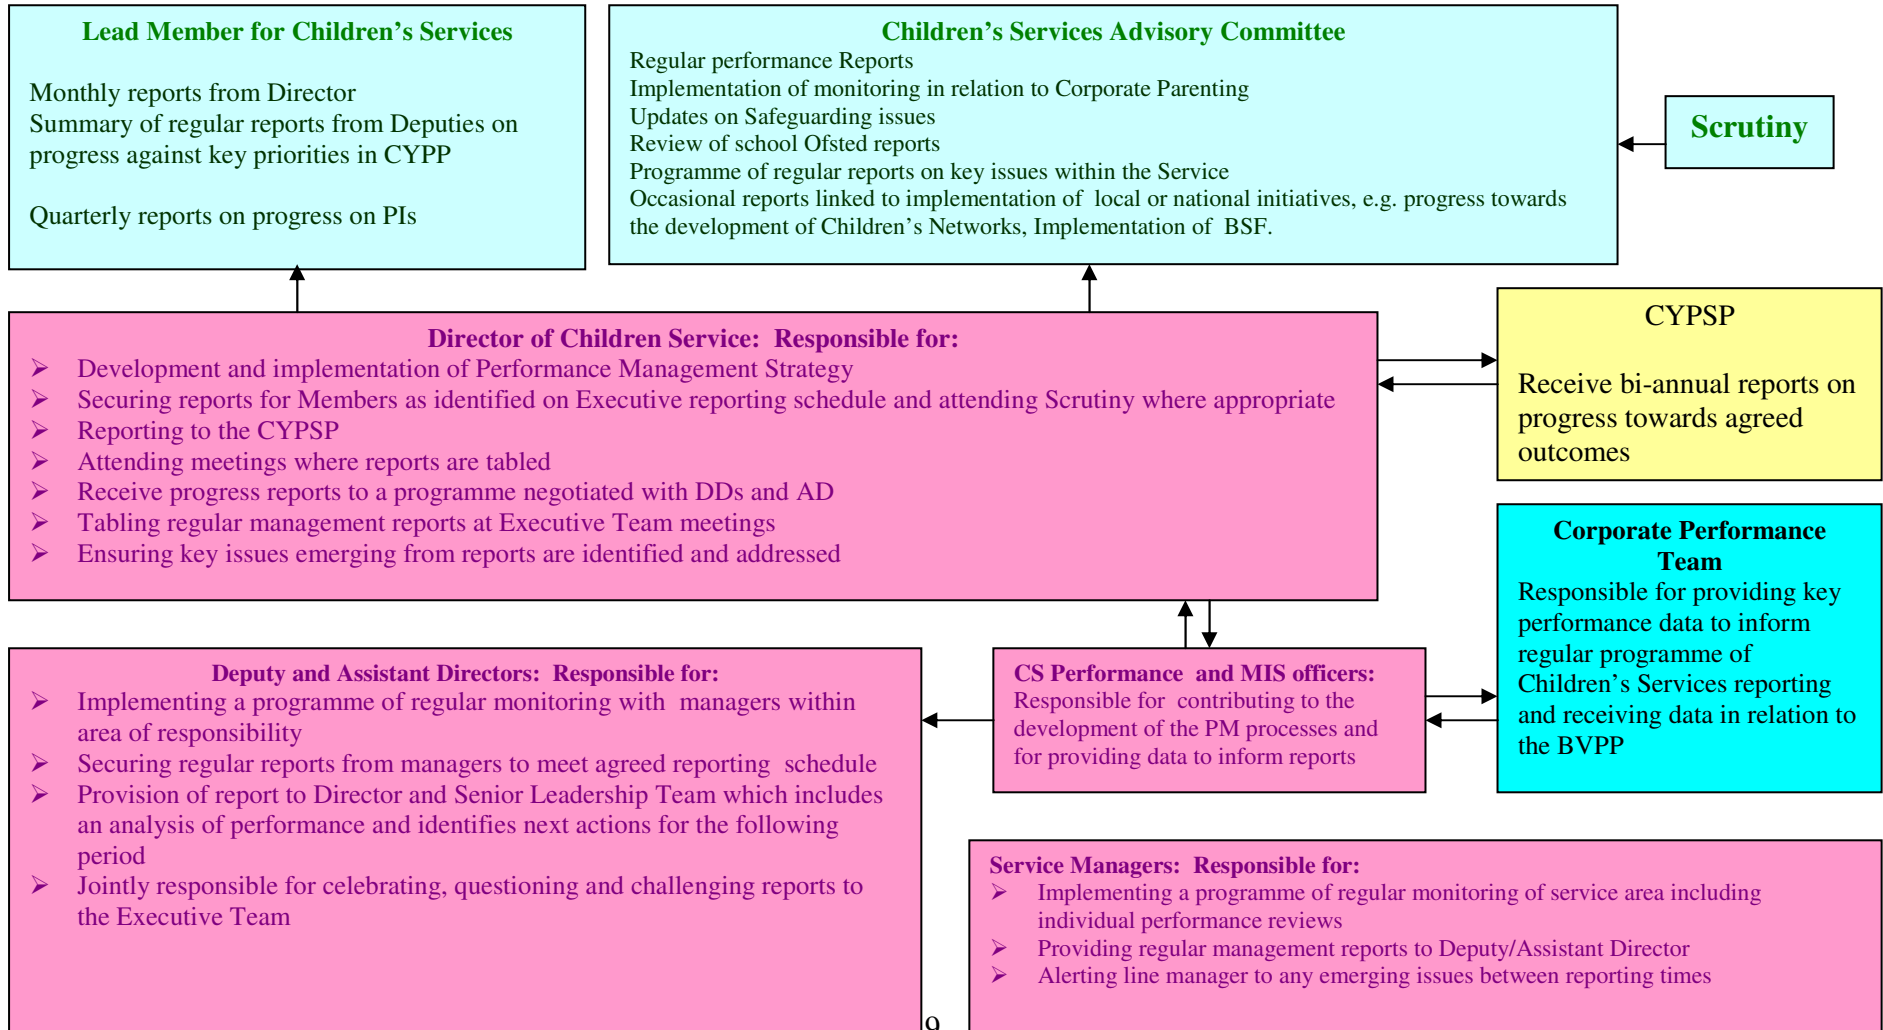 Lead Member for Children’s Services
Monthly reports from Director
Summary of regular reports from Deputies on
progress against key priorities in CYPP
Quarterly reports on progress on PIs
Children’s Services Advisory Committee
Regular performance Reports
Implementation of monitoring in relation to Corporate Parenting
Updates on Safeguarding issues
Review of school Ofsted reports
Programme of regular reports on key issues within the Service
Occasional reports linked to implementation of local or national initiatives, e.g. progress towards
the development of Children’s Networks, Implementation of BSF.
Scrutiny
Director of Children Service: Responsible for:
➢ Development and implementation of Performance Management Strategy
➢ Securing reports for Members as identified on Executive reporting schedule and attending Scrutiny where appropriate
➢ Reporting to the CYPSP
➢ Attending meetings where reports are tabled
➢ Receive progress reports to a programme negotiated with DDs and AD
➢ Tabling regular management reports at Executive Team meetings
➢ Ensuring key issues emerging from reports are identified and addressed
CYPSP
Receive bi-annual reports on
progress towards agreed
outcomes
Corporate Performance
Team
Responsible for providing key
performance data to inform
regular programme of
Children’s Services reporting
and receiving data in relation to
the BVPP
Deputy and Assistant Directors: Responsible for:
➢ Implementing a programme of regular monitoring with managers within
area of responsibility
➢ Securing regular reports from managers to meet agreed reporting schedule
➢ Provision of report to Director and Senior Leadership Team which includes
an analysis of performance and identifies next actions for the following
period
➢ Jointly responsible for celebrating, questioning and challenging reports to
the Executive Team
CS Performance and MIS officers:
Responsible for contributing to the
development of the PM processes and
for providing data to inform reports
Service Managers: Responsible for:
➢ Implementing a programme of regular monitoring of service area including
individual performance reviews
➢ Providing regular management reports to Deputy/Assistant Director
➢ Alerting line manager to any emerging issues between reporting times
9